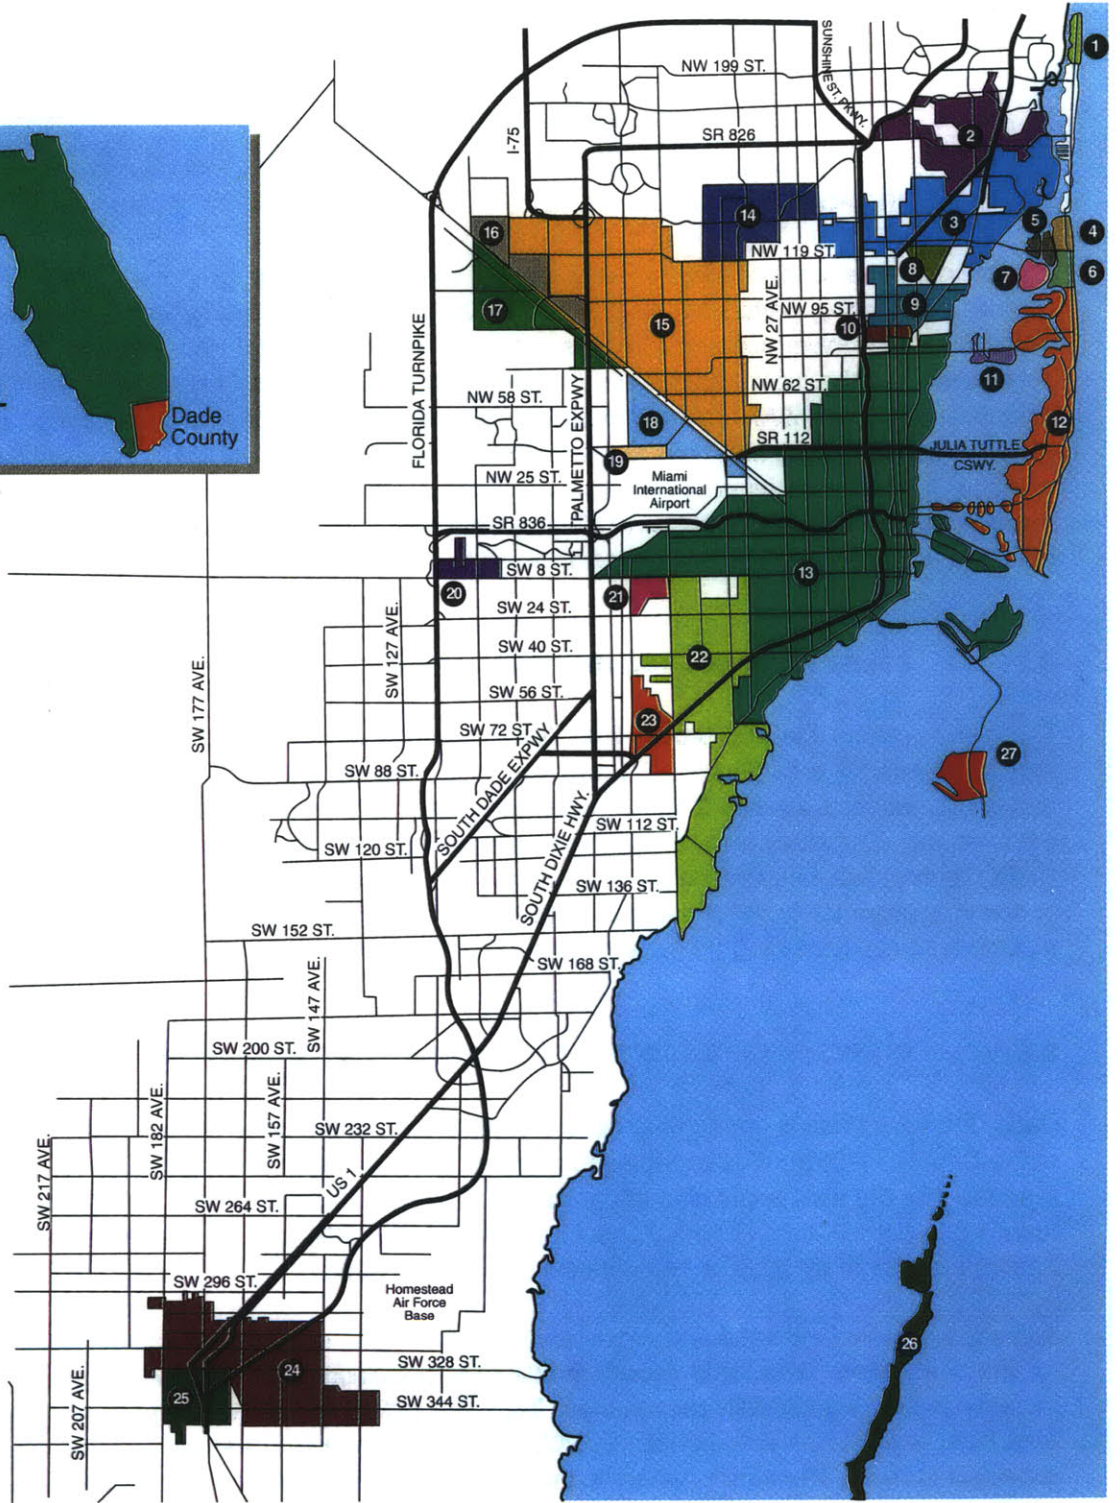 1
SUNSHINE ST. PKWY.
NW 199 ST.
2
I-75
SR 826
14
3
5
4
16
NW 119 ST.
8
7
6
17
NW 27 AVE.
9
NW 95 ST.
15
10
11
FLORIDA TURNPIKE
PALMETTO EXPWY
NW 62 ST.
NW 58 ST.
18
12
Dade
County
SR 112
JULIA TUTTLE
CSWY.
19
NW 25 ST.
Miami
International
Airport
SR 836
20
SW 8 ST.
13
21
SW 24 ST.
SW 127 AVE.
SW 40 ST.
22
SW 177 AVE.
SW 56 ST.
23
SW 72 ST.
27
SW 88 ST.
SOUTH DADE EXPWY
SOUTH DIXIE HWY.
SW 112 ST.
SW 120 ST.
SW 136 ST.
SW 152 ST.
SW 168 ST.
SW 147 AVE.
SW 200 ST.
SW 182 AVE.
SW 157 AVE.
SW 232 ST.
SW 217 AVE.
US 1
SW 264 ST.
SW 296 ST.
Homestead
Air Force
Base
26
24
SW 328 ST.
25
SW 207 AVE.
SW 344 ST.